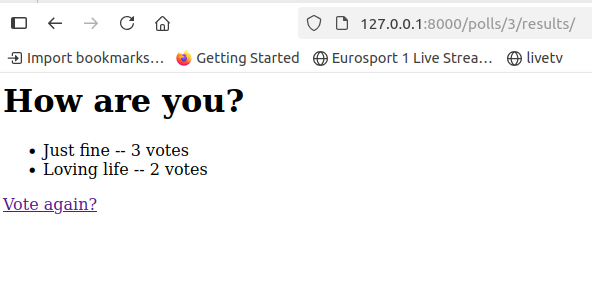 127.0.0.1:8000/polls/3/results/
Import bookmarks… Getting Started Eurosport 1 Live Strea… livetv
How are you?
• Just fine -- 3 votes
• Loving life -- 2 votes
Vote again?